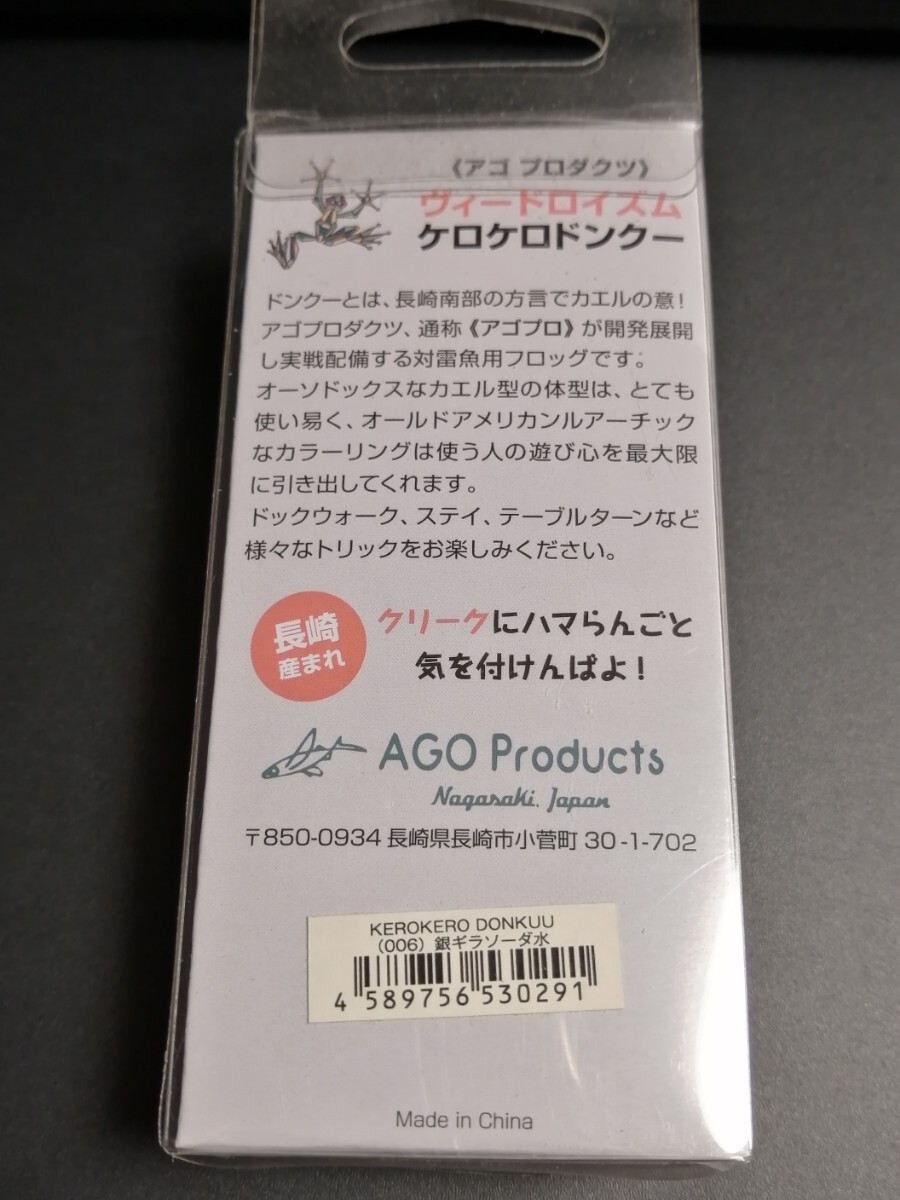 《アゴ プロダクツ》
ヴィードロイズム
ケロケロドンクー
ドンクーとは、長崎南部の方言でカエルの意！
アゴプロダクツ、通称《アゴプロ》が開発展開
し実戦配備する対雷魚用フロッグです。
オーソドックスなカエル型の体型は、とても
使い易く、オールドアメリカンルアーチック
なカラーリングは使う人の遊び心を最大限
に引き出してくれます。
ドックウォーク、ステイ、テーブルターンなど
様々なトリックをお楽しみください。
長崎
産まれ
クリークにハマらんごと
気を付けんばよ！
AGO Products
Nagasaki, Japan
〒850-0934 長崎県長崎市小菅町 30-1-702
KEROKERO DONKUU
（006）銀ギラソーダ水
4 589756 530291
Made in China